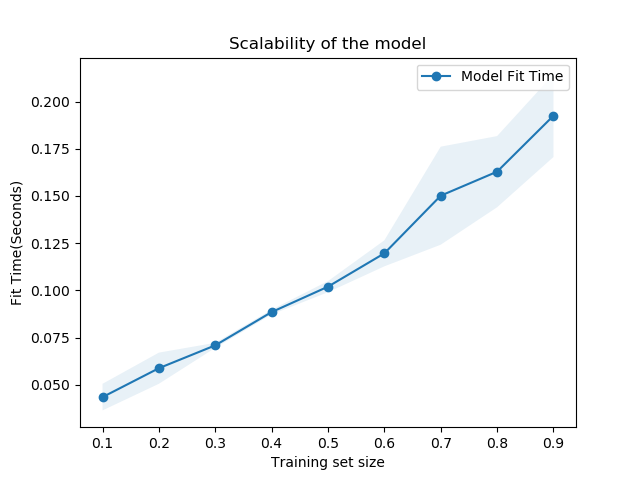 Scalability of the model
Model Fit Time
Fit Time(Seconds)
0.200
0.175
0.150
0.125
0.100
0.075
0.050
0.1 0.2 0.3 0.4 0.5 0.6 0.7 0.8 0.9
Training set size